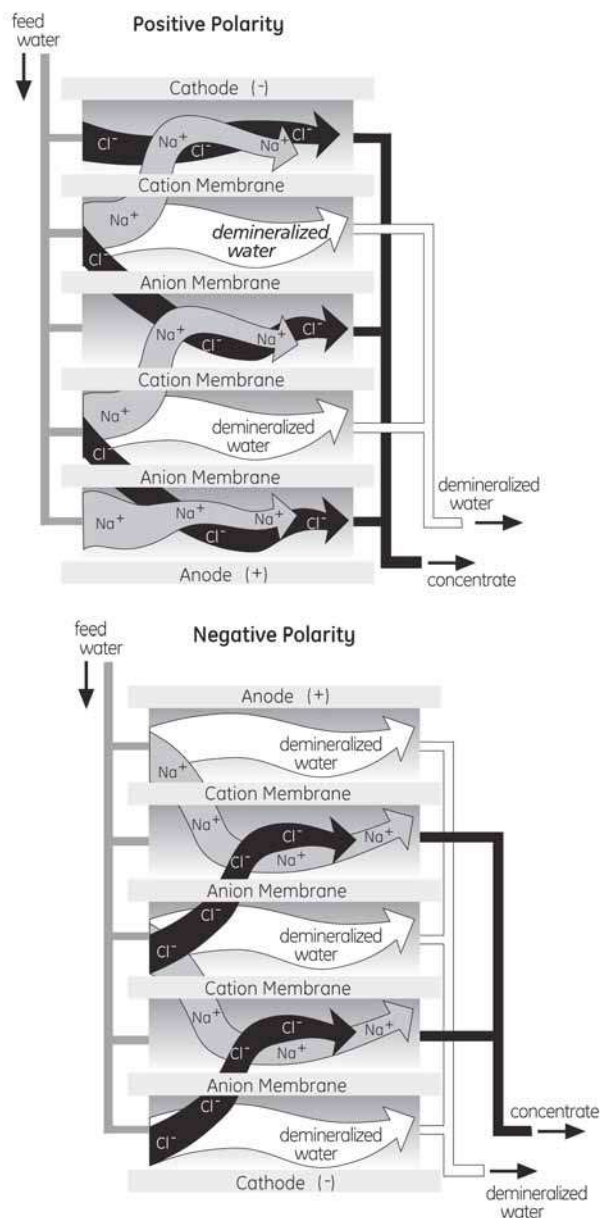 feed
water
Positive Polarity
Cathode (-)
Cl⁻
Na⁺
Cl⁻
Na⁺
Cl⁻
Cation Membrane
Na⁺
demineralized
water
Cl⁻
Anion Membrane
Na⁺
Cl⁻
Na⁺
Cl⁻
Cation Membrane
Na⁺
demineralized
water
Cl⁻
Anion Membrane
Na⁺
Na⁺
Cl⁻
Na⁺
Cl⁻
Anode (+)
demineralized
water
concentrate
feed
water
Negative Polarity
Anode (+)
demineralized
water
Na⁺
Cation Membrane
Na⁺
Cl⁻
Cl⁻
Na⁺
Na⁺
Anion Membrane
Cl⁻
Cl⁻
demineralized
water
Cation Membrane
Na⁺
Cl⁻
Cl⁻
Na⁺
Na⁺
Anion Membrane
Cl⁻
Cl⁻
demineralized
water
Cathode (-)
concentrate
demineralized
water